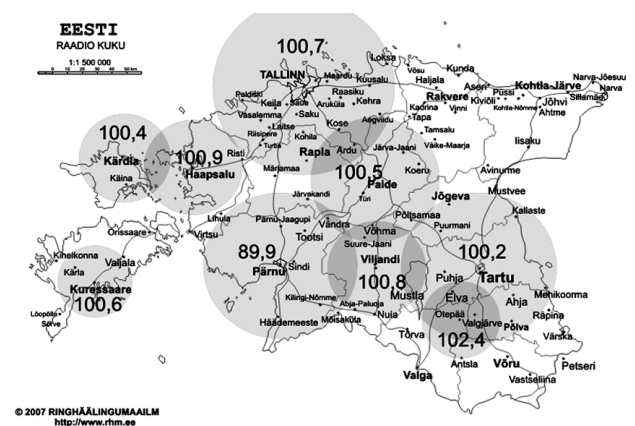 EESTI
RAADIO KUKU
1:1 500 000
100,7
Loksa
Võsu
Kunda
TALLINN
Maardu
Kuusalu
Haljala
Aseri
Kohtla-Järve
Narva-Jõesuu
Narva
Paldiski
Keila
Saue
Aruküla
Raasiku
Kehra
Rakvere
Kiviõli
Püssi
Sillamäe
Jõhvi
Kohtla-Nõmme
Ahtme
Vasalemma
Saku
Kadrina
Vinni
Tapa
Aegviidu
Laitse
Kose
Tamsalu
100,4
Riisipere
Kohila
Turba
Väike-Maarja
Iisaku
Kärdla
100,9
Risti
Rapla
Ardu
Järva-Jaani
Käina
Haapsalu
Märjamaa
100,5
Koeru
Avinurme
Paide
Mustvee
Järvakandi
Türi
Jõgeva
Kallaste
Lihula
Pärnu-Jaagupi
Vändra
Põltsamaa
Orissaare
Virtsu
Tootsi
Võhma
Puurmani
Suure-Jaani
Kihelkonna
89,9
100,2
Kärla
Valjala
Pärnu
Sindi
Viljandi
Tartu
Kuressaare
100,8
Puhja
100,6
Kilingi-Nõmme
Abja-Paluoja
Mustla
Elva
Ahja
Mehikoorma
Lõopõllu
Sõrve
Häädemeeste
Mõisaküla
Nuia
Otepää
Valgjärve
Põlva
Räpina
Tõrva
102,4
Värska
Antsla
Võru
Petseri
Valga
Vastseliina
© 2007 RINGHÄÄLINGUMAAILM
http://www.rhm.ee